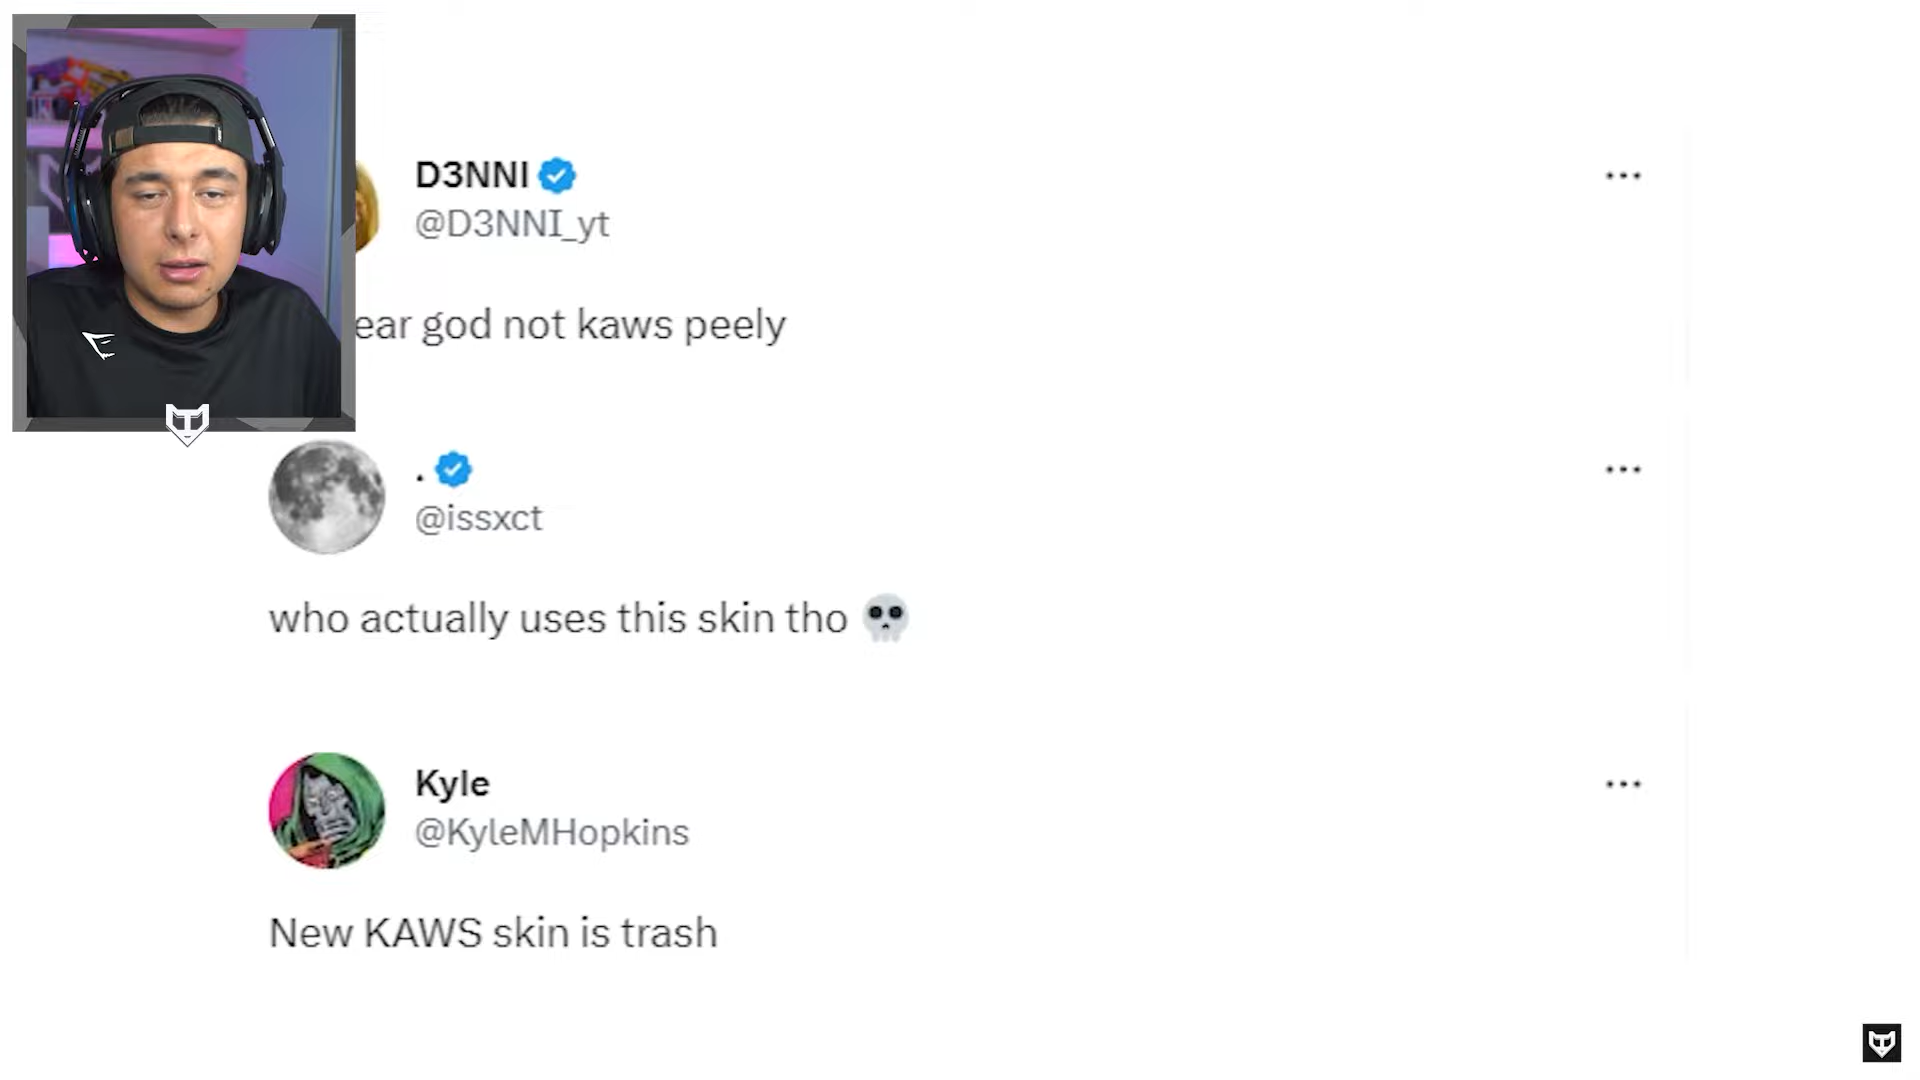 D3NNI
@D3NNI_yt
ear god not kaws peely
.
@issxct
who actually uses this skin tho 💀
Kyle
@KyleMHopkins
New KAWS skin is trash